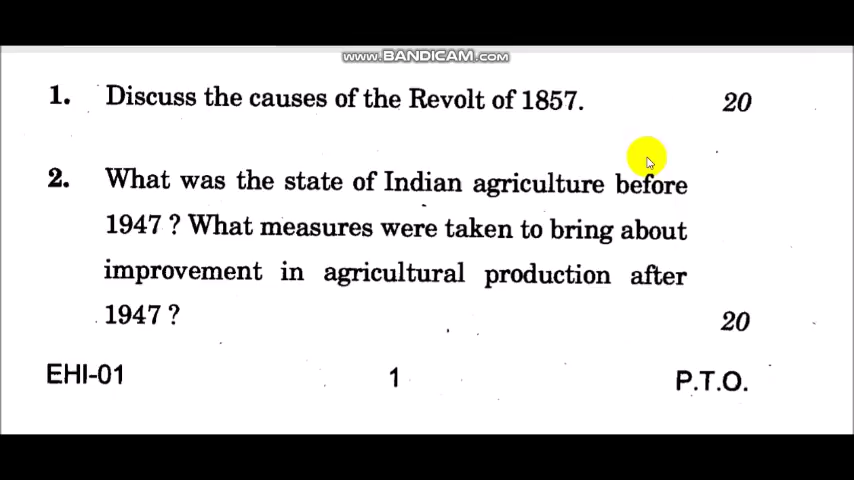 www.BANDICAM.com
1. Discuss the causes of the Revolt of 1857. 20
2. What was the state of Indian agriculture before
1947 ? What measures were taken to bring about
improvement in agricultural production after
1947 ? 20
EHI-01 1 P.T.O.